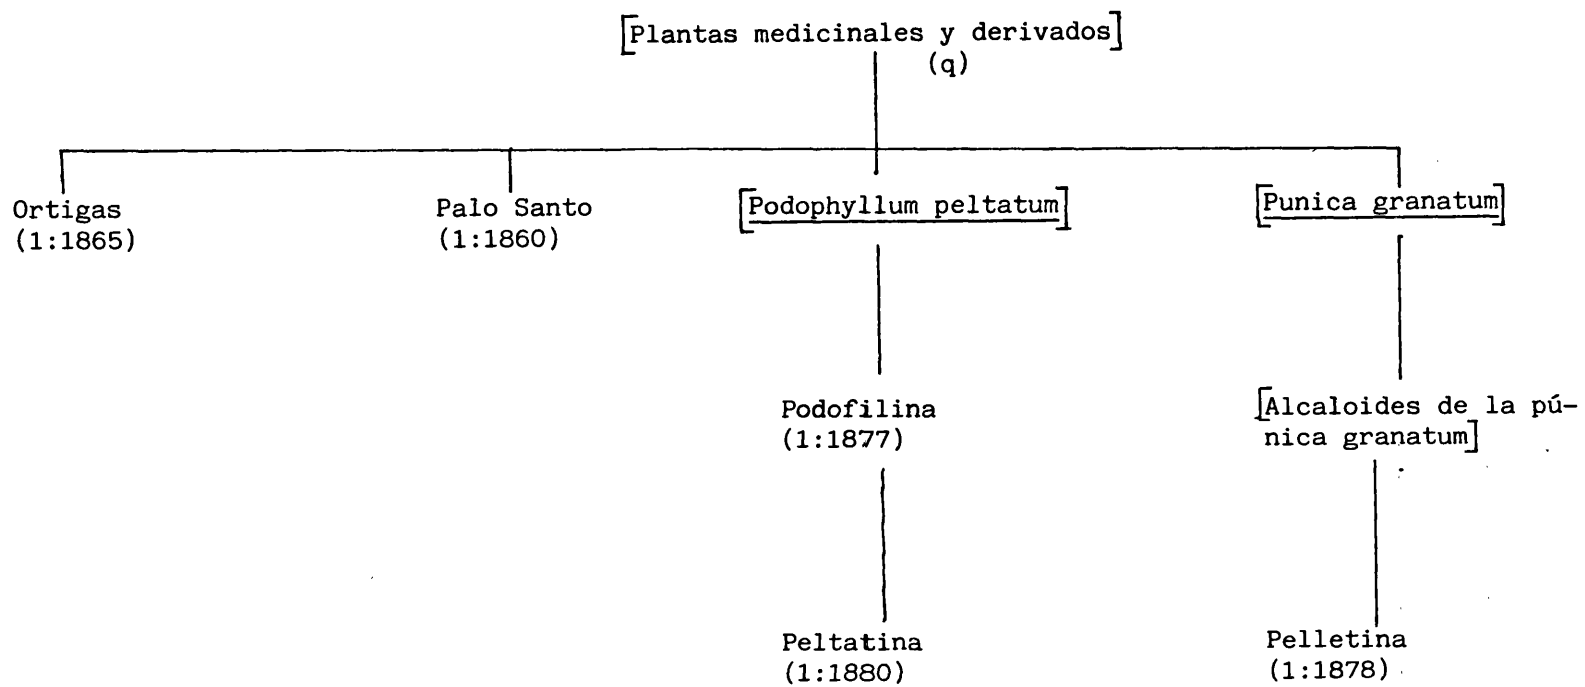 [Plantas medicinales y derivados]
(q)
Ortigas
(1:1865)
Palo Santo
(1:1860)
[Podophyllum peltatum]
[Punica granatum]
Podofilina
(1:1877)
[Alcaloides de la pú-
nica granatum]
Peltatina
(1:1880)
Pelletina
(1:1878)